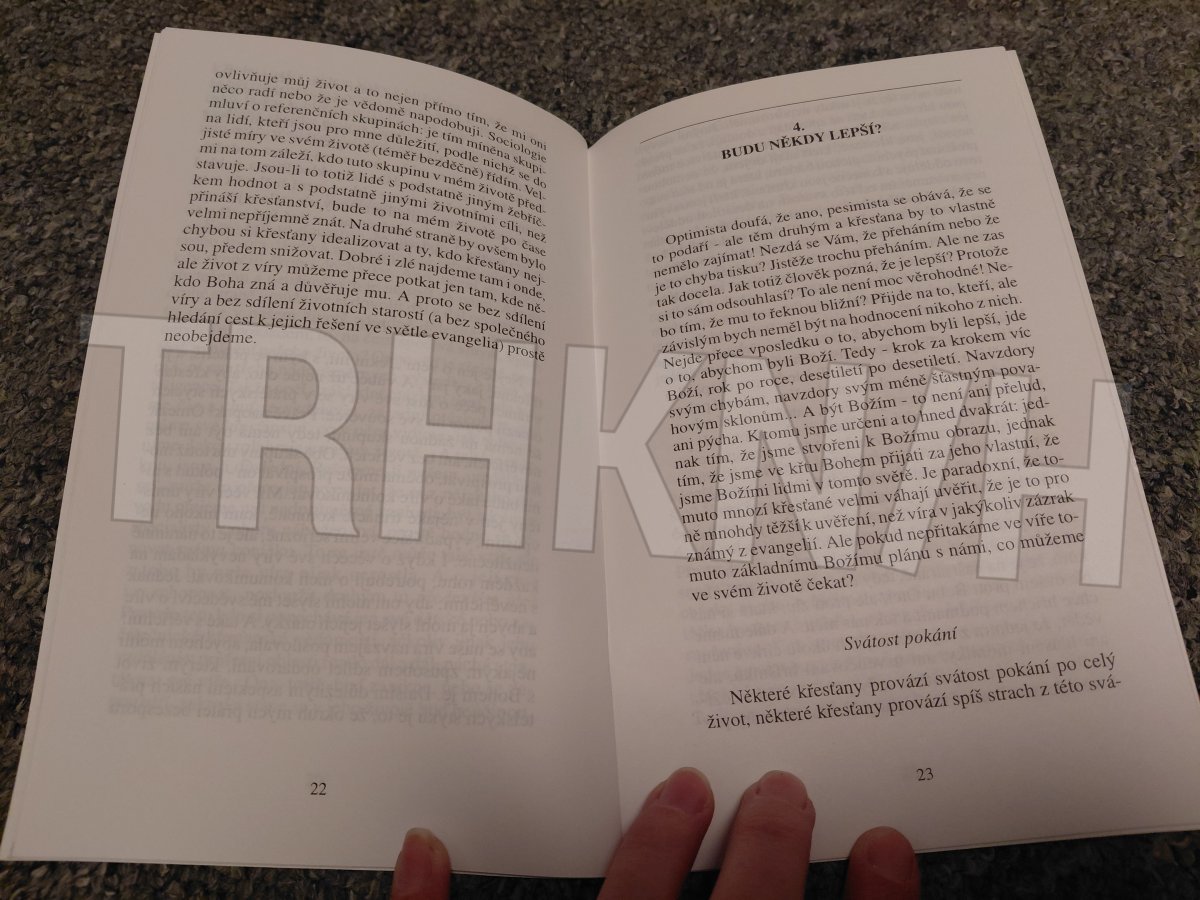 ovlivňuje můj život a to nejen přímo tím, že mi oni
něco radí nebo že je vědomě napodobuji. Sociologie
mluví o referenčních skupinách: je tím míněna skupi-
na lidí, kteří jsou pro mne důležití, podle nichž se do
jisté míry ve svém životě (téměř bezděčně) řídím. Vel-
mi na tom záleží, kdo tuto skupinu v mém životě před-
stavuje. Jsou-li to totiž lidé s podstatně jiným žebříč-
kem hodnot a s podstatně jinými životními cíli, než
přináší křesťanství, bude to na mém životě po čase
velmi nepříjemně znát. Na druhé straně by ovšem bylo
chybou si křesťany idealizovat a ty, kdo křesťany nej-
sou, předem snižovat. Dobré i zlé najdeme tam i onde,
ale život z víry můžeme přece potkat jen tam, kde ně-
kdo Boha zná a důvěřuje mu. A proto se bez sdílení
víry a bez sdílení životních starostí (a bez společného
hledání cest k jejich řešení ve světle evangelia) prostě
neobejdeme.
22
4.
BUDU NĚKDY LEPŠÍ?
Optimista doufá, že ano, pesimista se obává, že se
to podaří - ale těm druhým a křesťana by to vlastně
nemělo zajímat! Nezdá se Vám, že přeháním nebo že
je to chyba tisku? Jistěže trochu přeháním. Ale ne zas
tak docela. Jak totiž člověk pozná, že je lepší? Protože
si to sám odsouhlasí? To ale není moc věrohodné! Ne-
bo tím, že mu to řeknou bližní? Přijde na to, kteří, ale
závislým bych neměl být na hodnocení nikoho z nich.
Nejde přece vposledku o to, abychom byli lepší, jde
o to, abychom byli Boží. Tedy - krok za krokem víc
Boží, rok po roce, desetiletí po desetiletí. Navzdory
svým chybám, navzdory svým méně šťastným pova-
hovým sklonům... A být Božím - to není ani přelud,
ani pýcha. K tomu jsme určeni a to hned dvakrát: jed-
nak tím, že jsme stvořeni k Božímu obrazu, jednak
tím, že jsme ve křtu Bohem přijati za jeho vlastní, že
jsme Božími lidmi v tomto světě. Je paradoxní, že to-
muto mnozí křesťané velmi váhají uvěřit, že je to pro
ně mnohdy těžší k uvěření, než víra v jakýkoliv zázrak
známý z evangelií. Ale pokud nepřitakáme ve víře to-
muto základnímu Božímu plánu s námi, co můžeme
ve svém životě čekat?
Svátost pokání
Některé křesťany provází svátost pokání po celý
život, některé křesťany provází spíš strach z této svá-
23
TRHKNIH